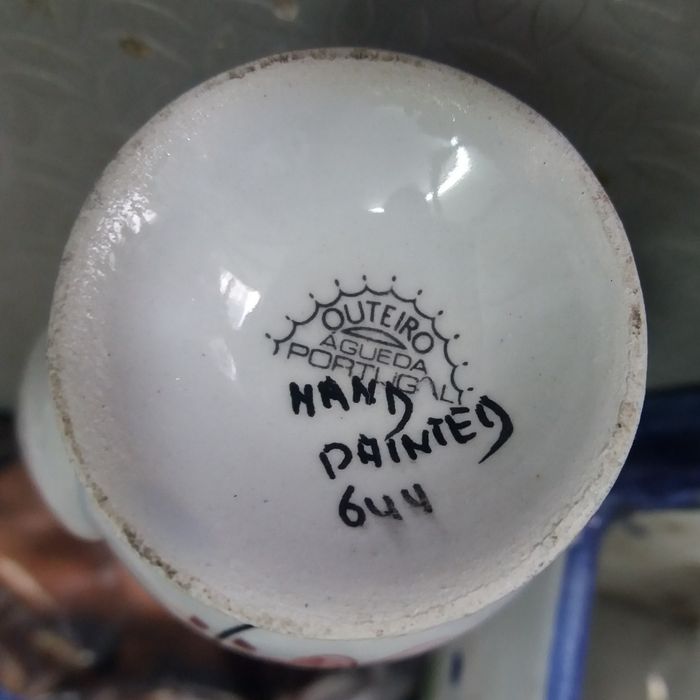 OUTEIRO
ÁGUEDA
PORTUGAL
HAND
PAINTED
644